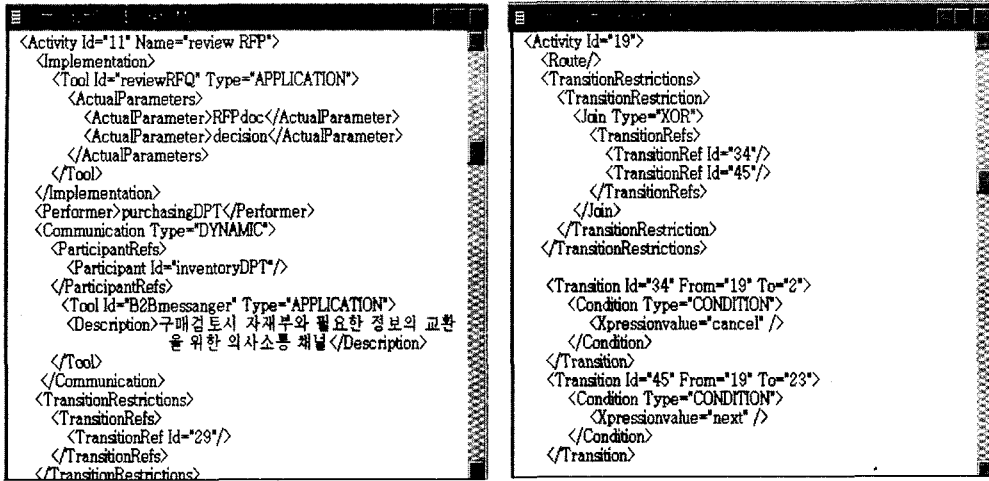 <Activity Id="11" Name="review RFP">
<Implementation>
<Tool Id="reviewRFQ" Type="APPLICATION">
<ActualParameters>
<ActualParameter>RFPdoc</ActualParameter>
<ActualParameter>decision</ActualParameter>
</ActualParameters>
</Tool>
</Implementation>
<Performer>purchasingDPT</Performer>
<Communication Type="DYNAMIC">
<ParticipantRefs>
<Participant Id="inventoryDPT"/>
</ParticipantRefs>
<Tool Id="B2Bmessanger" Type="APPLICATION">
<Description>구매검토시 자재부와 필요한 정보의 교환
을 위한 의사소통 채널</Description>
</Tool>
</Communication>
<TransitionRestrictions>
<TransitionRefs>
<TransitionRef Id="29"/>
</TransitionRefs>
</TransitionRestrictions>
<Activity Id="19">
<Route/>
<TransitionRestrictions>
<TransitionRestriction>
<Join Type="XOR">
<TransitionRefs>
<TransitionRef Id="34"/>
<TransitionRef Id="45"/>
</TransitionRefs>
</Join>
</TransitionRestriction>
</TransitionRestrictions>
<Transition Id="34" From="19" To="2">
<Condition Type="CONDITION">
<Xpressionvalue="cancel" />
</Condition>
</Transition>
<Transition Id="45" From="19" To="23">
<Condition Type="CONDITION">
<Xpressionvalue="next" />
</Condition>
</Transition>